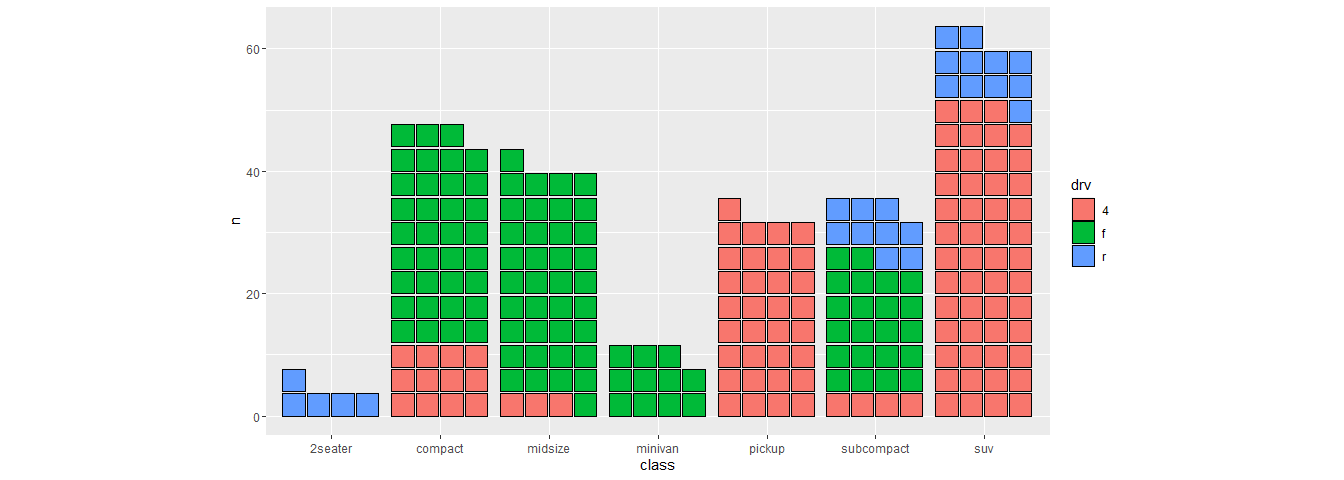 60
40
20
0
n
2seater compact midsize minivan pickup subcompact suv
class
drv
4
f
r